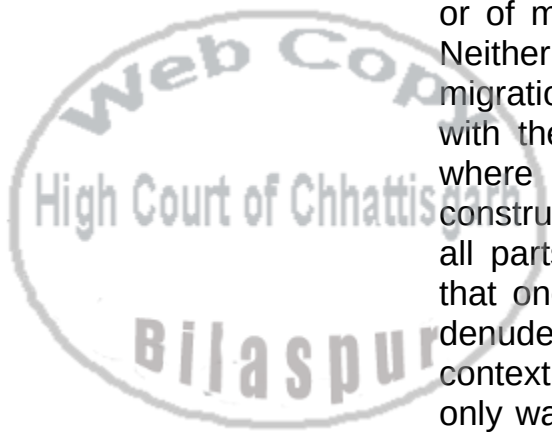 or of m
Neither
migratio
with the
where
constru
all parts
that on
denude
context
only wa
Web Copy
High Court of Chhattisgarh
Bilaspur